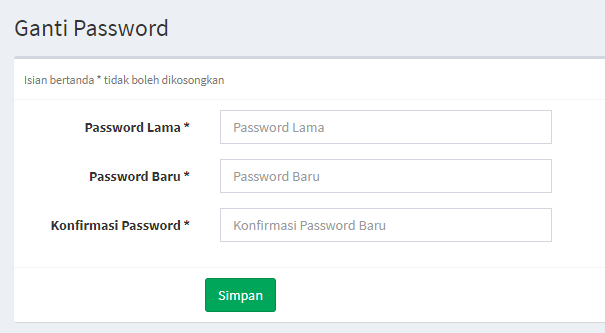 Ganti Password
Isian bertanda * tidak boleh dikosongkan
Password Lama * Password Lama
Password Baru * Password Baru
Konfirmasi Password * Konfirmasi Password Baru
Simpan